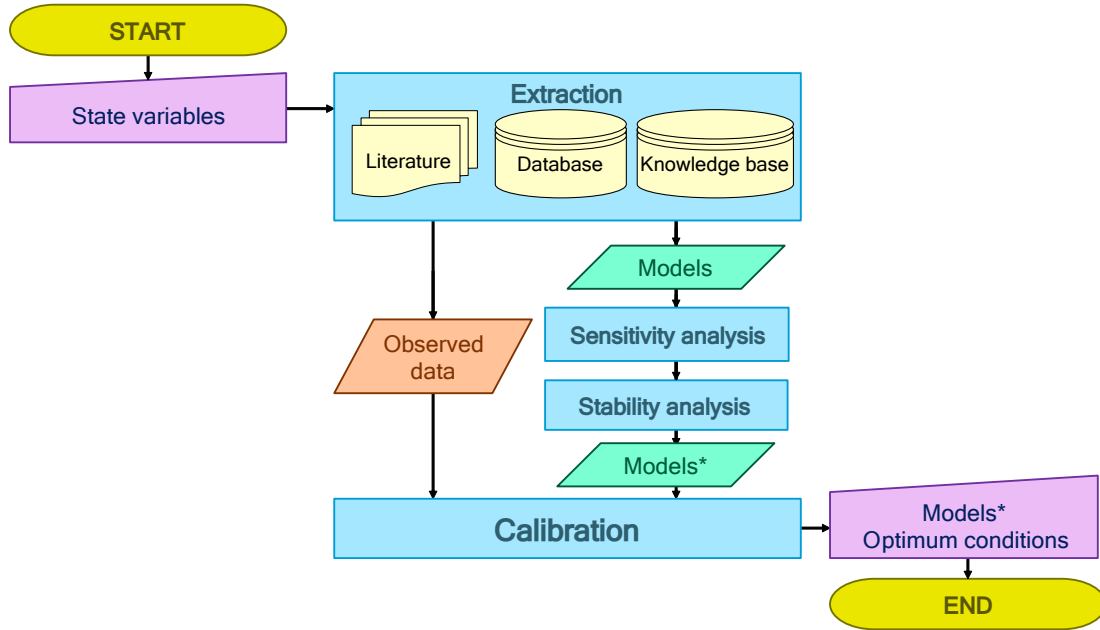 START
State variables
Extraction
Literature
Database
Knowledge base
Models
Sensitivity analysis
Observed
data
Stability analysis
Models*
Calibration
Models*
Optimum conditions
END